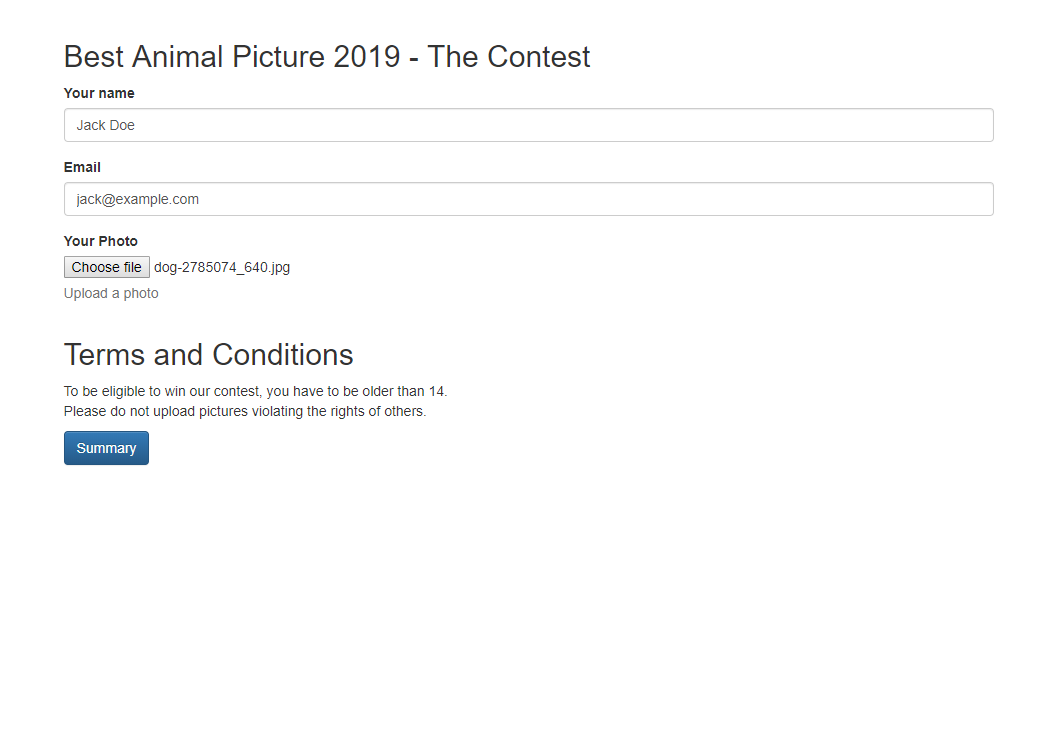 Best Animal Picture 2019 - The Contest
Your name
Jack Doe
Email
jack@example.com
Your Photo
Choose file dog-2785074_640.jpg
Upload a photo
Terms and Conditions
To be eligible to win our contest, you have to be older than 14.
Please do not upload pictures violating the rights of others.
Summary